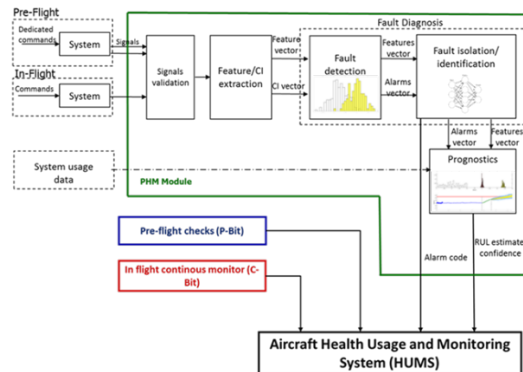 Pre-Flight
Dedicated
commands
System
Signals
In-Flight
Commands
System
Signals
validation
Feature/CI
extraction
Feature
vector
CI vector
Fault Diagnosis
Fault
detection
Features
vector
Alarms
vector
Fault isolation/
identification
Alarms
vector
Features
vector
System usage
data
PHM Module
Prognostics
Pre-flight checks (P-Bit)
In flight continous monitor (C-
Bit)
Alarm code
RUL estimate
confidence
Aircraft Health Usage and Monitoring
System (HUMS)